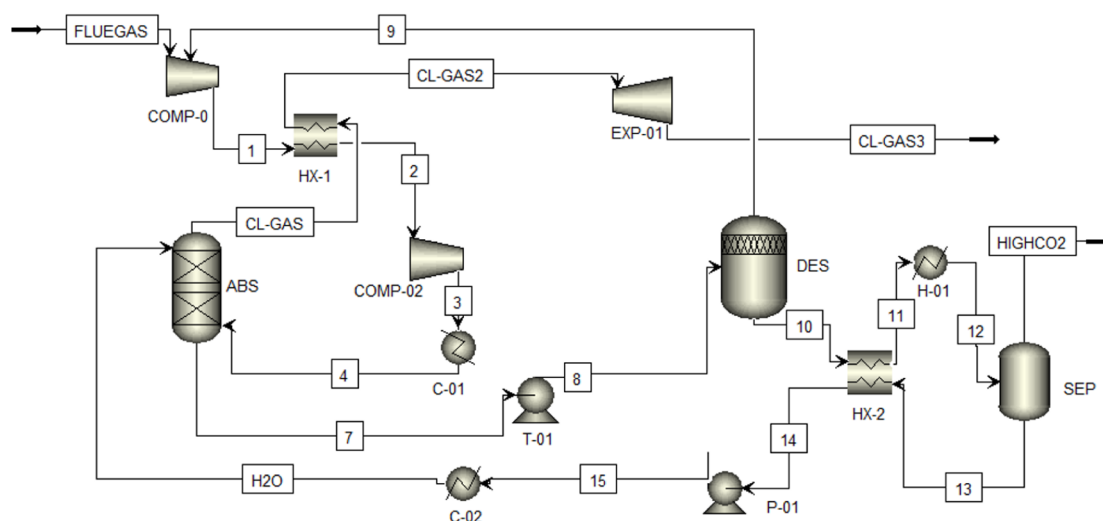 FLUEGAS
9
CL-GAS2
COMP-0
EXP-01
1
CL-GAS3
HX-1
2
CL-GAS
HIGHCO2
ABS
COMP-02
DES
H-01
3
10
11
12
4
C-01
8
HX-2
SEP
7
T-01
14
H2O
15
13
C-02
P-01